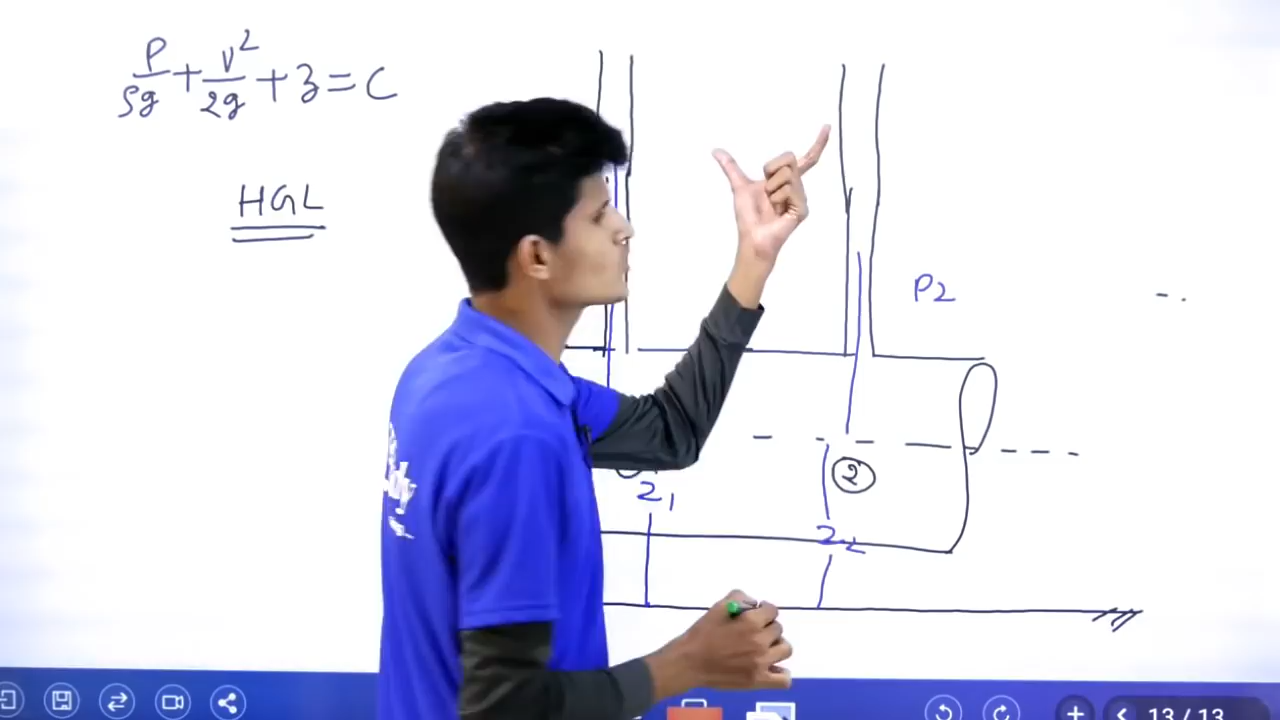 P/ρg + V²/2g + z = C
HGL
P2
Z1
②
Z2
13 / 13